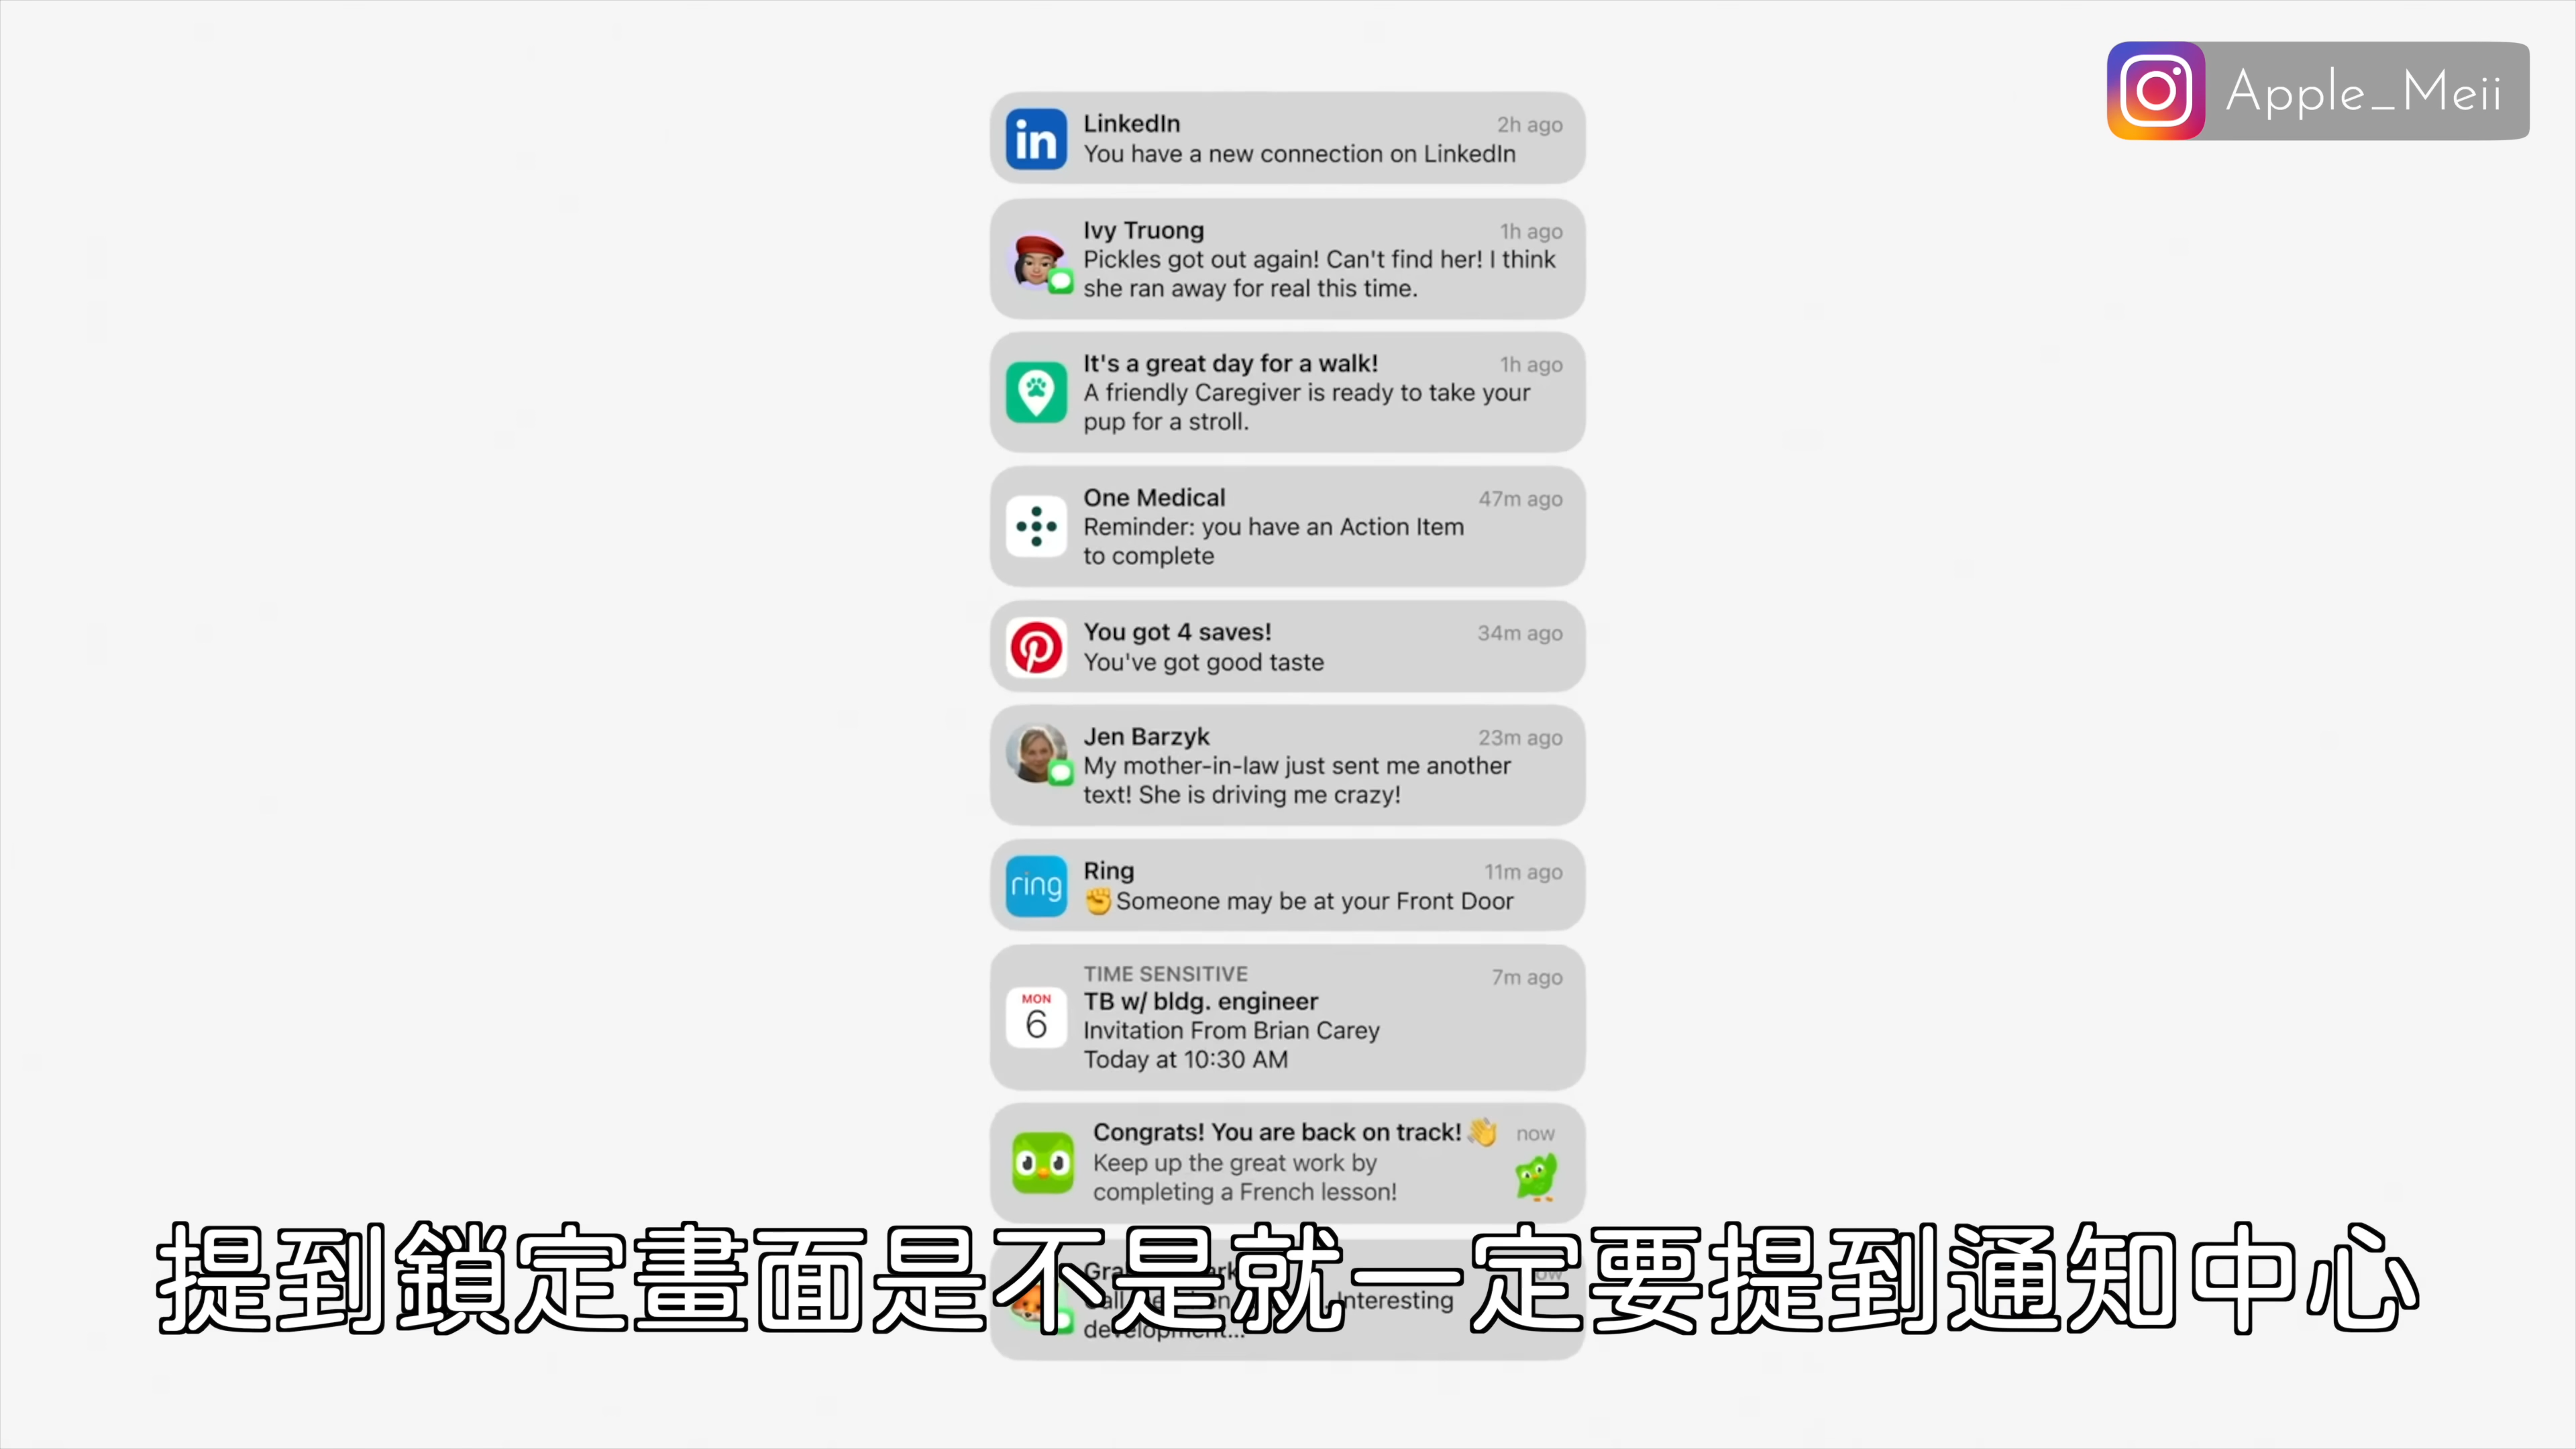 Apple_Meii
LinkedIn
2h ago
You have a new connection on LinkedIn
Ivy Truong
1h ago
Pickles got out again! Can't find her! I think
she ran away for real this time.
It's a great day for a walk!
1h ago
A friendly Caregiver is ready to take your
pup for a stroll.
One Medical
47m ago
Reminder: you have an Action Item
to complete
You got 4 saves!
34m ago
You've got good taste
Jen Barzyk
23m ago
My mother-in-law just sent me another
text! She is driving me crazy!
ring
Ring
11m ago
✊Someone may be at your Front Door
TIME SENSITIVE
7m ago
MON
6
TB w/ bldg. engineer
Invitation From Brian Carey
Today at 10:30 AM
Congrats! You are back on track!👏
now
Keep up the great work by
completing a French lesson!
Interesting
development...
提到鎖定畫面是不是就一定要提到通知中心